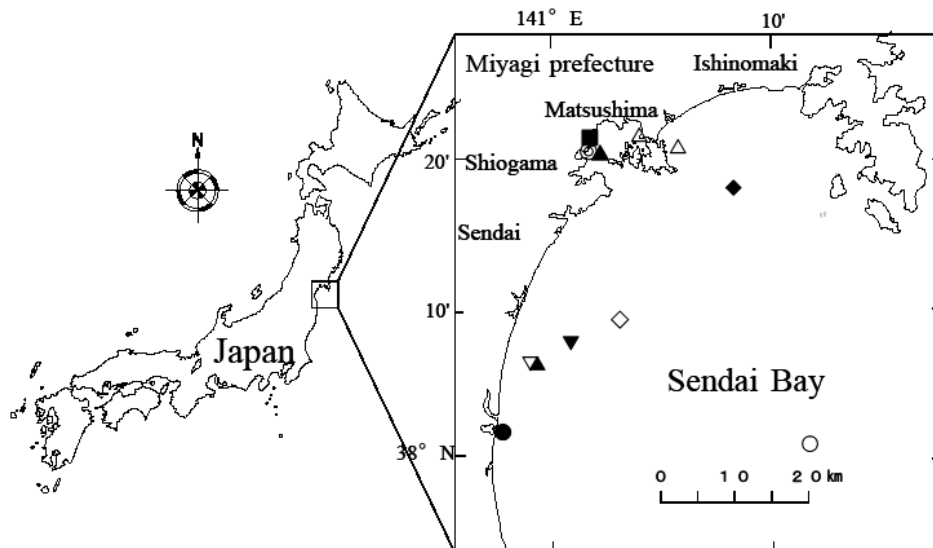 141° E
10'
Miyagi prefecture
Ishinomaki
Matsushima
N
20'
Shiogama
Sendai
10'
Japan
Sendai Bay
38° N
0 10 20 km